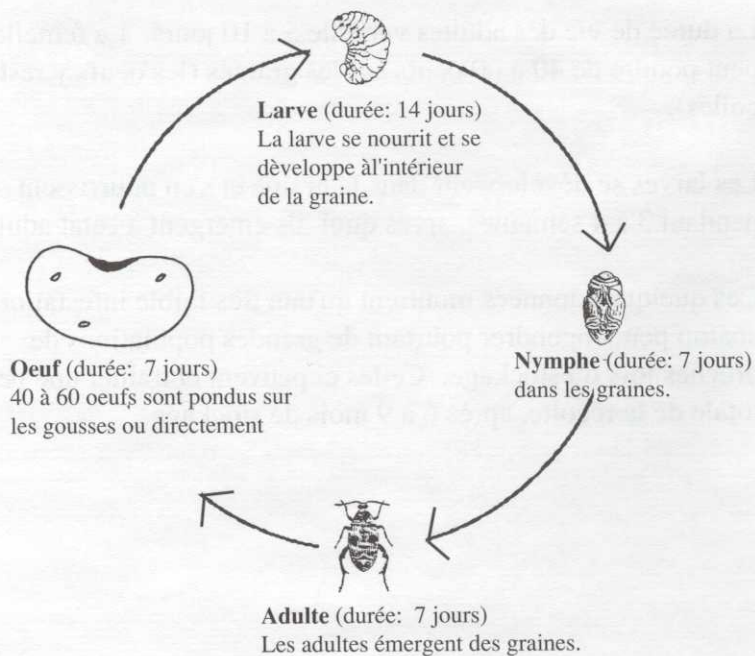 Larve (durée: 14 jours)
La larve se nourrit et se
dèveloppe àl'intérieur
de la graine.
Nymphe (durée: 7 jours)
dans les graines.
Oeuf (durée: 7 jours)
40 à 60 oeufs sont pondus sur
les gousses ou directement
Adulte (durée: 7 jours)
Les adultes émergent des graines.